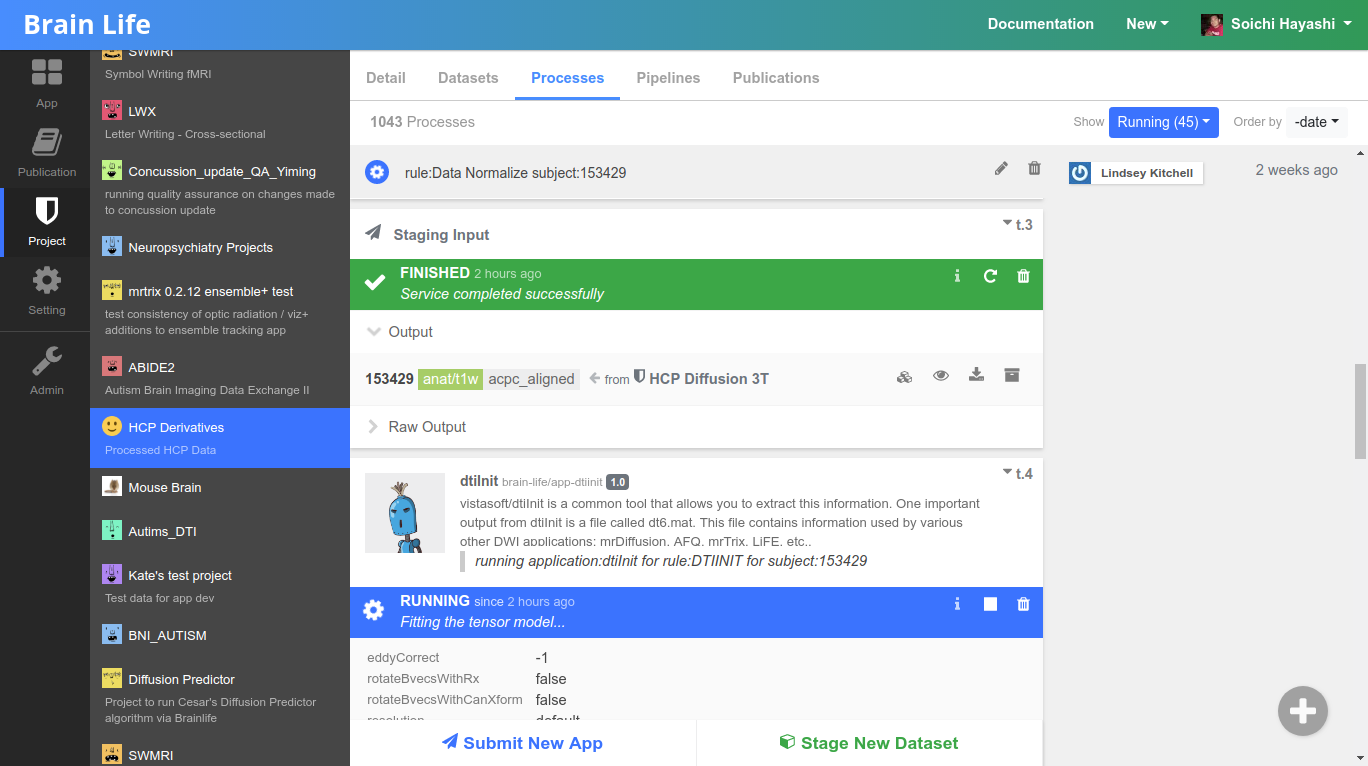 Brain Life
Documentation
New
Soichi Hayashi
App
Publication
Project
Setting
Admin
SWMRI
Symbol Writing fMRI
LWX
Letter Writing - Cross-sectional
Concussion_update_QA_Yiming
running quality assurance on changes made
to concussion update
Neuropsychiatry Projects
mrtrix 0.2.12 ensemble+ test
test consistency of optic radiation / viz+
additions to ensemble tracking app
ABIDE2
Autism Brain Imaging Data Exchange II
HCP Derivatives
Processed HCP Data
Mouse Brain
Autims_DTI
Kate's test project
Test data for app dev
BNI_AUTISM
Diffusion Predictor
Project to run Cesar's Diffusion Predictor
algorithm via Brainlife
SWMRI
Detail
Datasets
Processes
Pipelines
Publications
1043 Processes
Show
Running (45)
Order by
-date
rule:Data Normalize subject:153429
Lindsey Kitchell
2 weeks ago
Staging Input
t.3
FINISHED 2 hours ago
Service completed successfully
Output
153429 anat/t1w acpc_aligned from HCP Diffusion 3T
Raw Output
dtiInit brain-life/app-dtiinit 1.0
t.4
vistasoft/dtiInit is a common tool that allows you to extract this information. One important
output from dtiInit is a file called dt6.mat. This file contains information used by various
other DWI applications: mrDiffusion, AFQ, mrTrix, LiFE, etc..
running application:dtiInit for rule:DTIINIT for subject:153429
RUNNING since 2 hours ago
Fitting the tensor model...
eddyCorrect -1
rotateBvecsWithRx false
rotateBvecsWithCanXform false
resolution default
Submit New App
Stage New Dataset